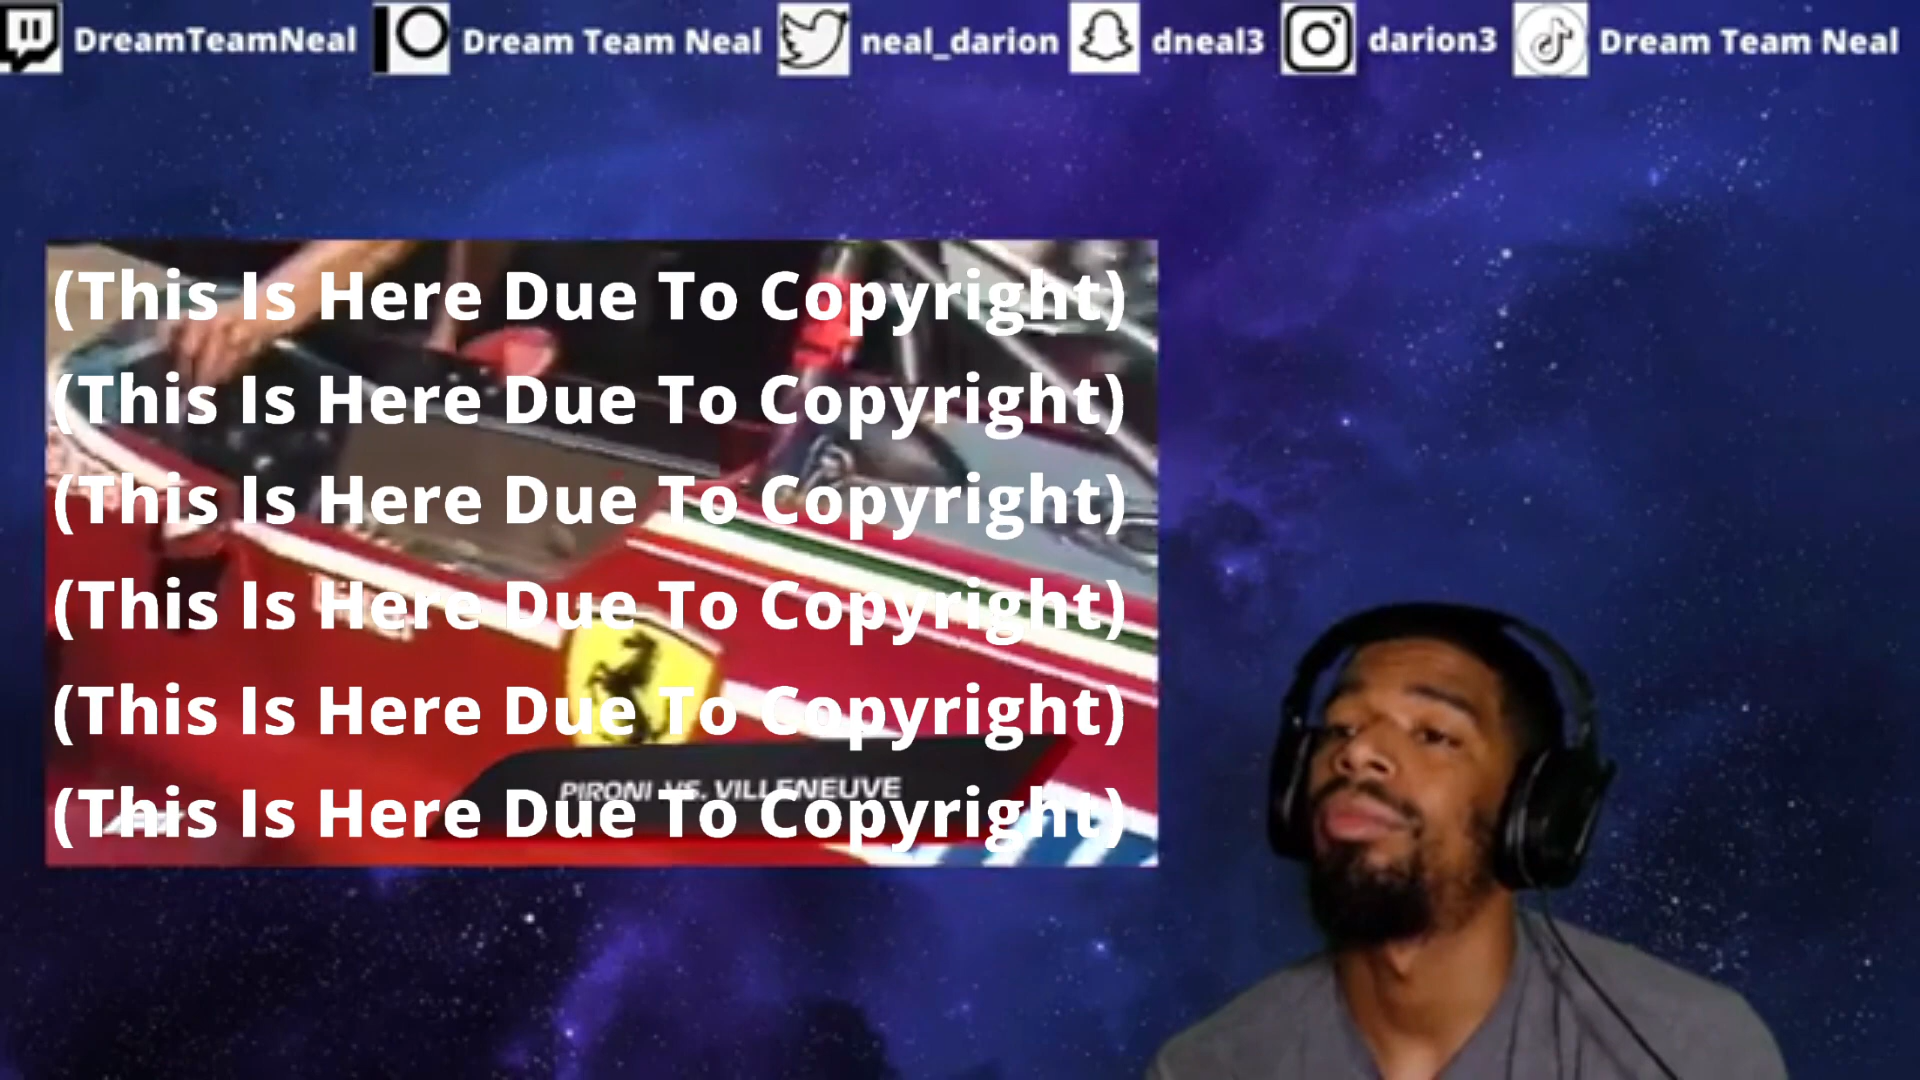 DreamTeamNeal Dream Team Neal neal_darion dneal3 darion3 Dream Team Neal
(This Is Here Due To Copyright)
(This Is Here Due To Copyright)
(This Is Here Due To Copyright)
(This Is Here Due To Copyright)
(This Is Here Due To Copyright)
PIRONI VS. VILLENEUVE
(This Is Here Due To Copyright)